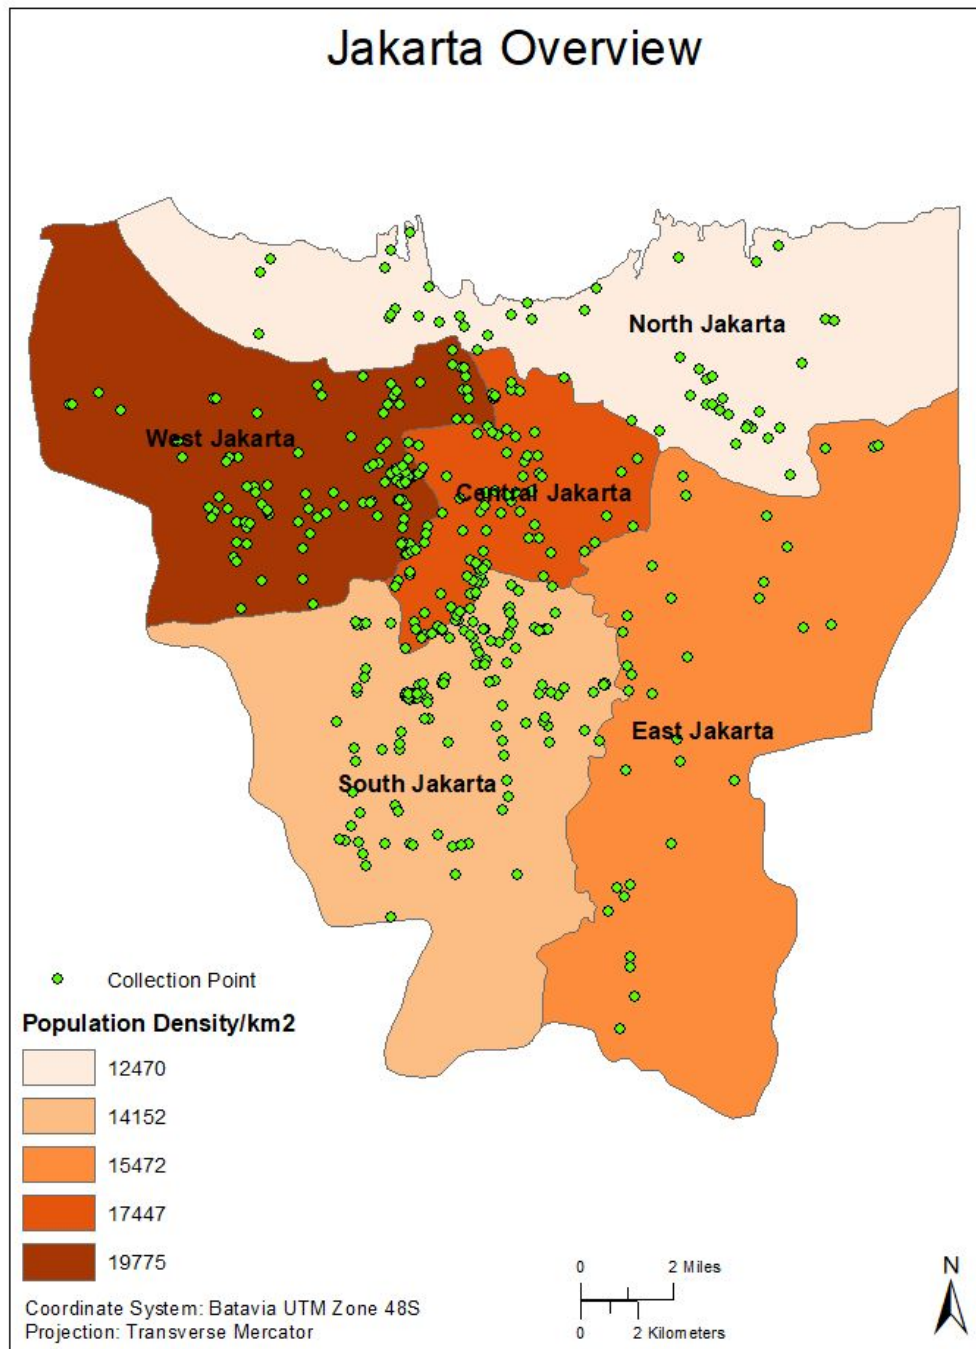 Jakarta Overview
North Jakarta
West Jakarta
Central Jakarta
East Jakarta
South Jakarta
Collection Point
Population Density/km2
12470
14152
15472
17447
19775
Coordinate System: Batavia UTM Zone 48S
Projection: Transverse Mercator
0 2 Miles
0 2 Kilometers
N